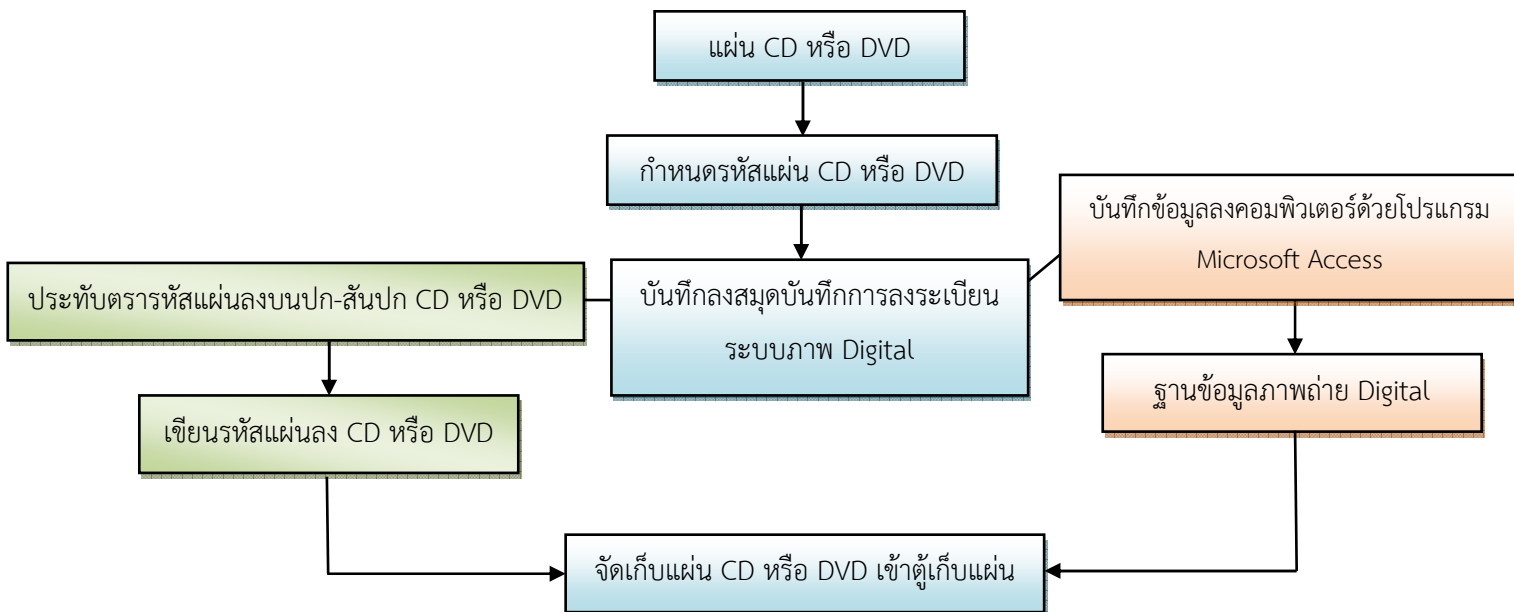 แผ่น CD หรือ DVD
กำหนดรหัสแผ่น CD หรือ DVD
บันทึกข้อมูลลงคอมพิวเตอร์ด้วยโปรแกรม
Microsoft Access
ประทับตรารหัสแผ่นลงบนปก-สันปก CD หรือ DVD
บันทึกลงสมุดบันทึกการลงระเบียน
ระบบภาพ Digital
ฐานข้อมูลภาพถ่าย Digital
เขียนรหัสแผ่นลง CD หรือ DVD
จัดเก็บแผ่น CD หรือ DVD เข้าตู้เก็บแผ่น